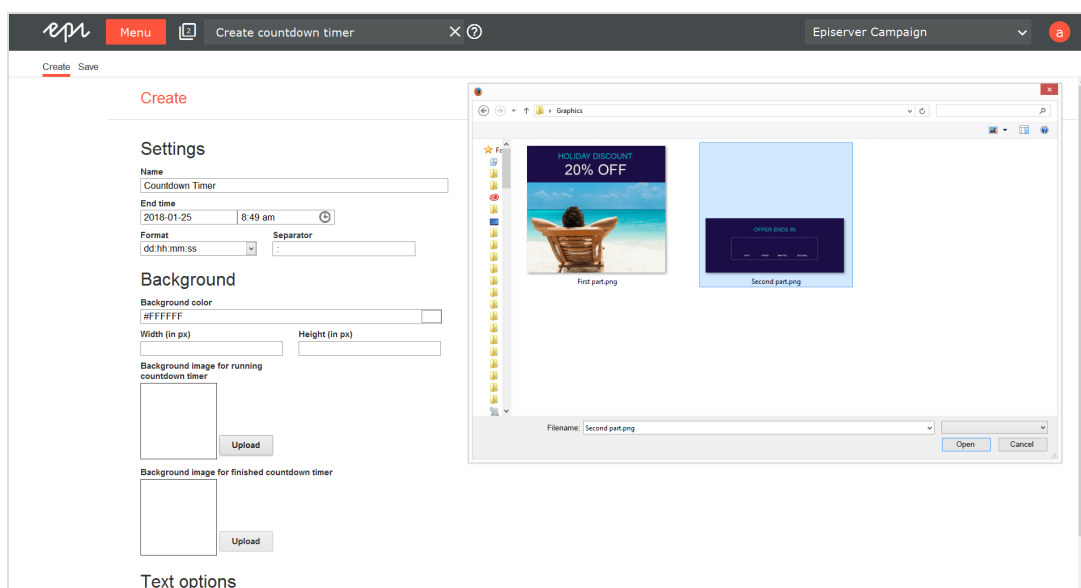 epi Menu 2 Create countdown timer Episerver Campaign a
Create Save
Create
Settings
Name
Countdown Timer
End time
2018-01-25 8:49 am
Format Separator
dd:hh:mm:ss :
Background
Background color
#FFFFFF
Width (in px) Height (in px)
Background image for running
countdown timer
Upload
Background image for finished countdown timer
Upload
Text options
Graphics
HOLIDAY DISCOUNT
20% OFF
First part.png
OFFER ENDS IN:
Second part.png
Filename: Second part.png
Open Cancel